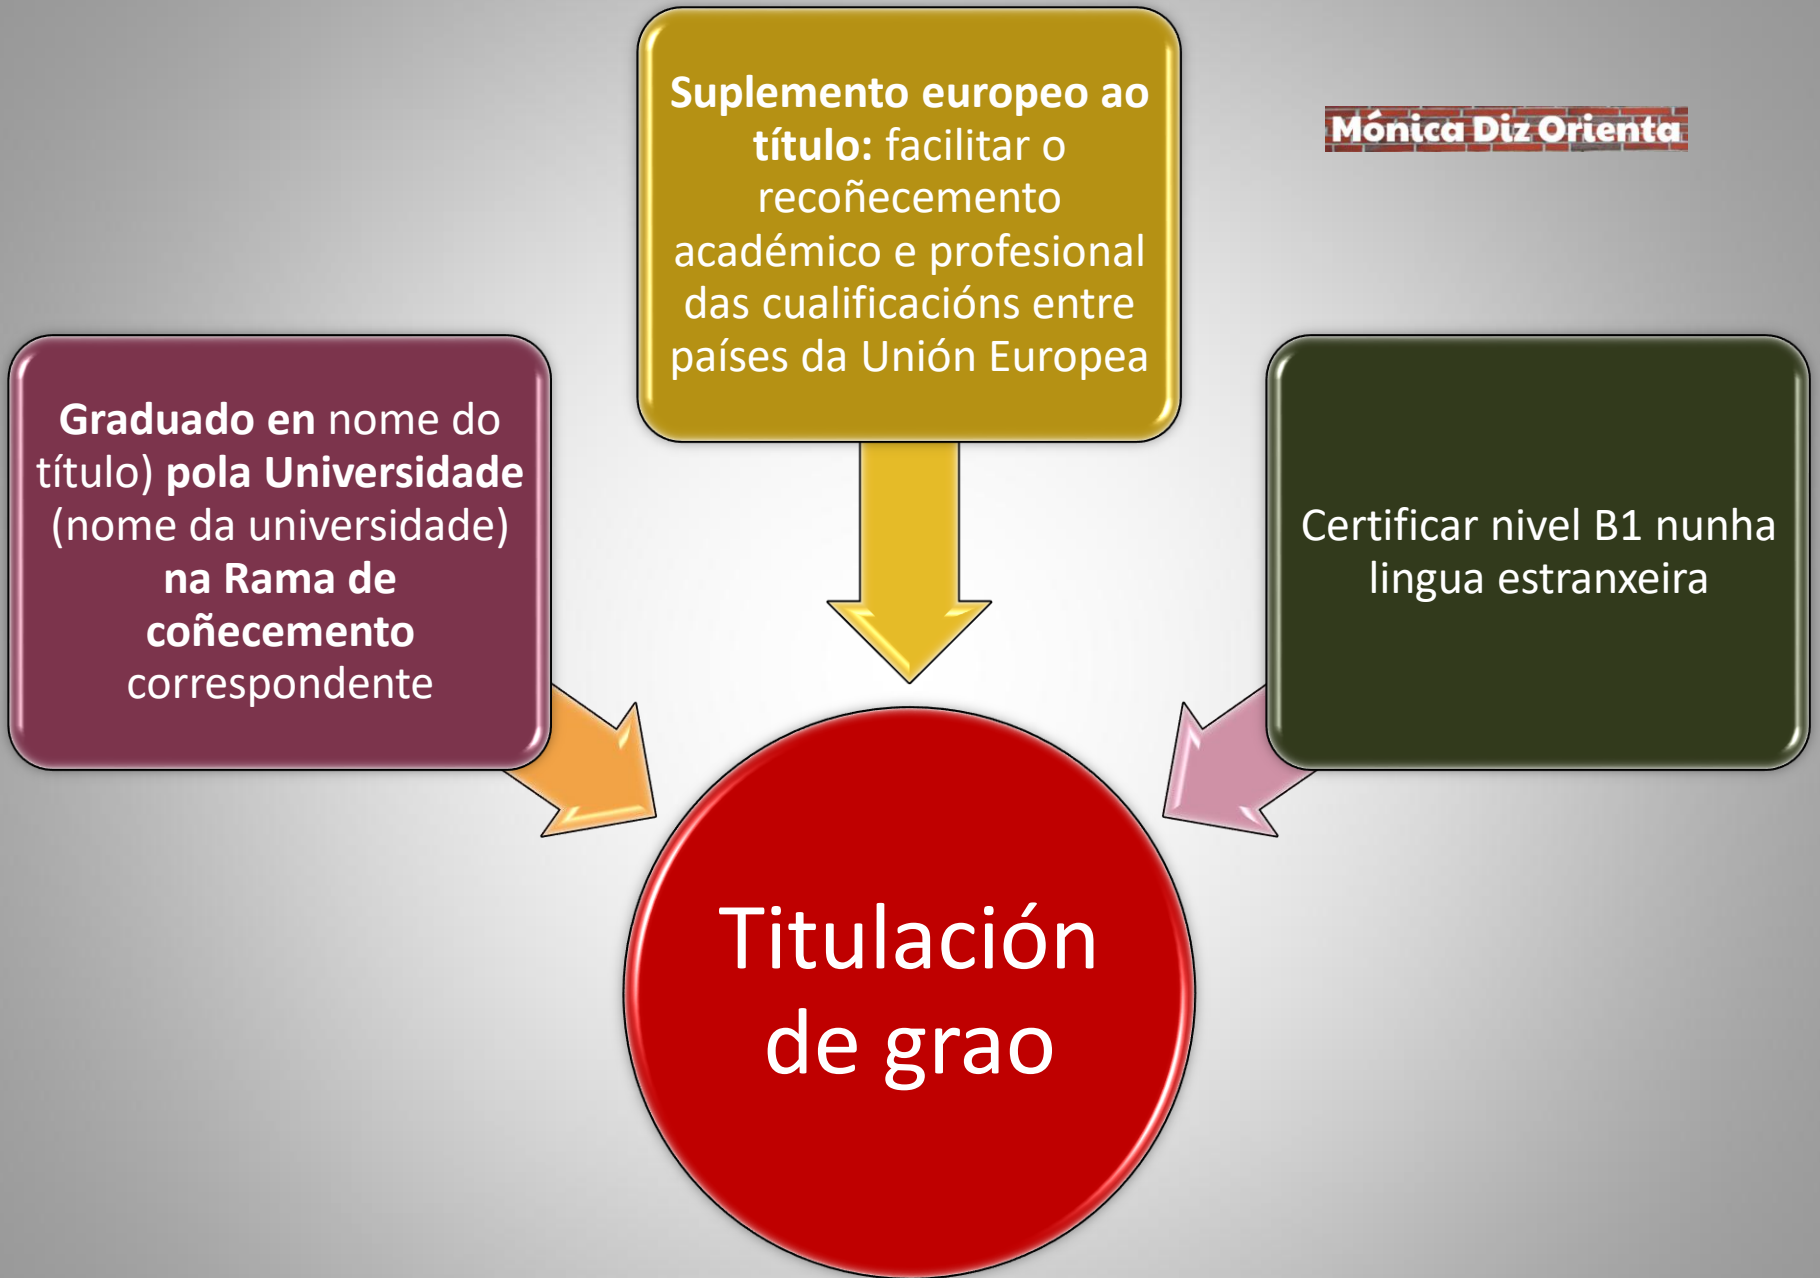 Suplemento europeo ao
título: facilitar o
recoñecemento
académico e profesional
das cualificacións entre
países da Unión Europea
Mónica Diz Orienta
Graduado en nome do
título) pola Universidade
(nome da universidade)
na Rama de
coñecemento
correspondente
Certificar nivel B1 nunha
lingua estranxeira
Titulación
de grao